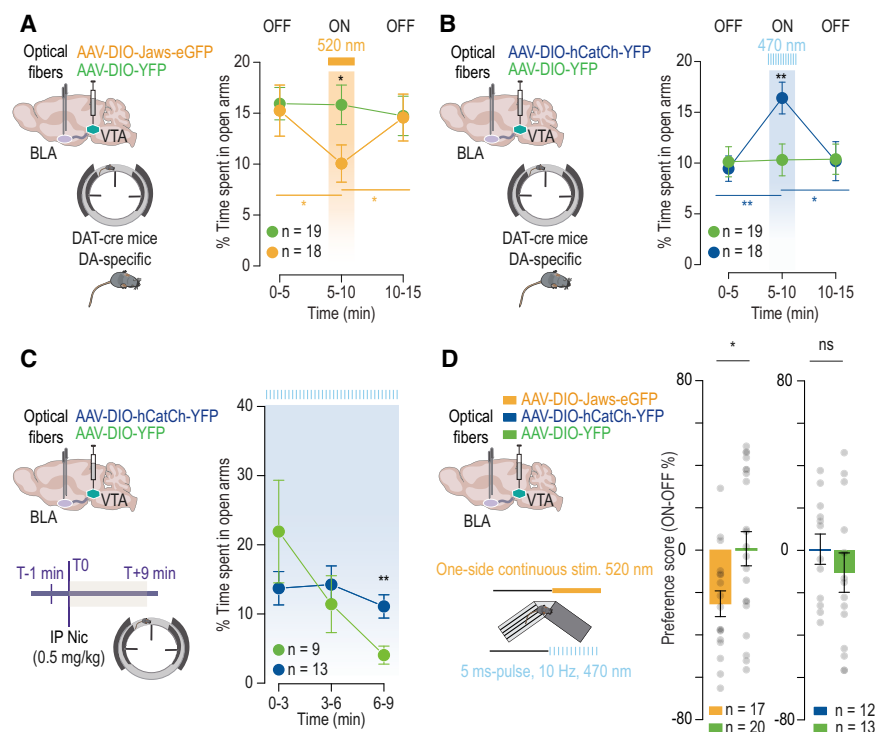 A
OFF ON OFF
Optical fibers
AAV-DIO-Jaws-eGFP
AAV-DIO-YFP
520 nm
BLA
VTA
DAT-cre mice
DA-specific
% Time spent in open arms
20
15
10
5
0
*
* *
n = 19
n = 18
0-5 5-10 10-15
Time (min)
B
OFF ON OFF
Optical fibers
AAV-DIO-hCatCh-YFP
AAV-DIO-YFP
470 nm
BLA
VTA
DAT-cre mice
DA-specific
% Time spent in open arms
20
15
10
5
0
**
** *
n = 19
n = 18
0-5 5-10 10-15
Time (min)
C
Optical fibers
AAV-DIO-hCatCh-YFP
AAV-DIO-YFP
BLA
VTA
T-1 min
T0
T+9 min
IP Nic
(0.5 mg/kg)
% Time spent in open arms
40
30
20
10
0
**
n = 9
n = 13
0-3 3-6 6-9
Time (min)
D
Optical fibers
AAV-DIO-Jaws-eGFP
AAV-DIO-hCatCh-YFP
AAV-DIO-YFP
BLA
VTA
One-side continuous stim. 520 nm
5 ms-pulse, 10 Hz, 470 nm
Preference score (ON-OFF %)
*
80
0
-80
n = 17
n = 20
ns
80
0
-80
n = 12
n = 13